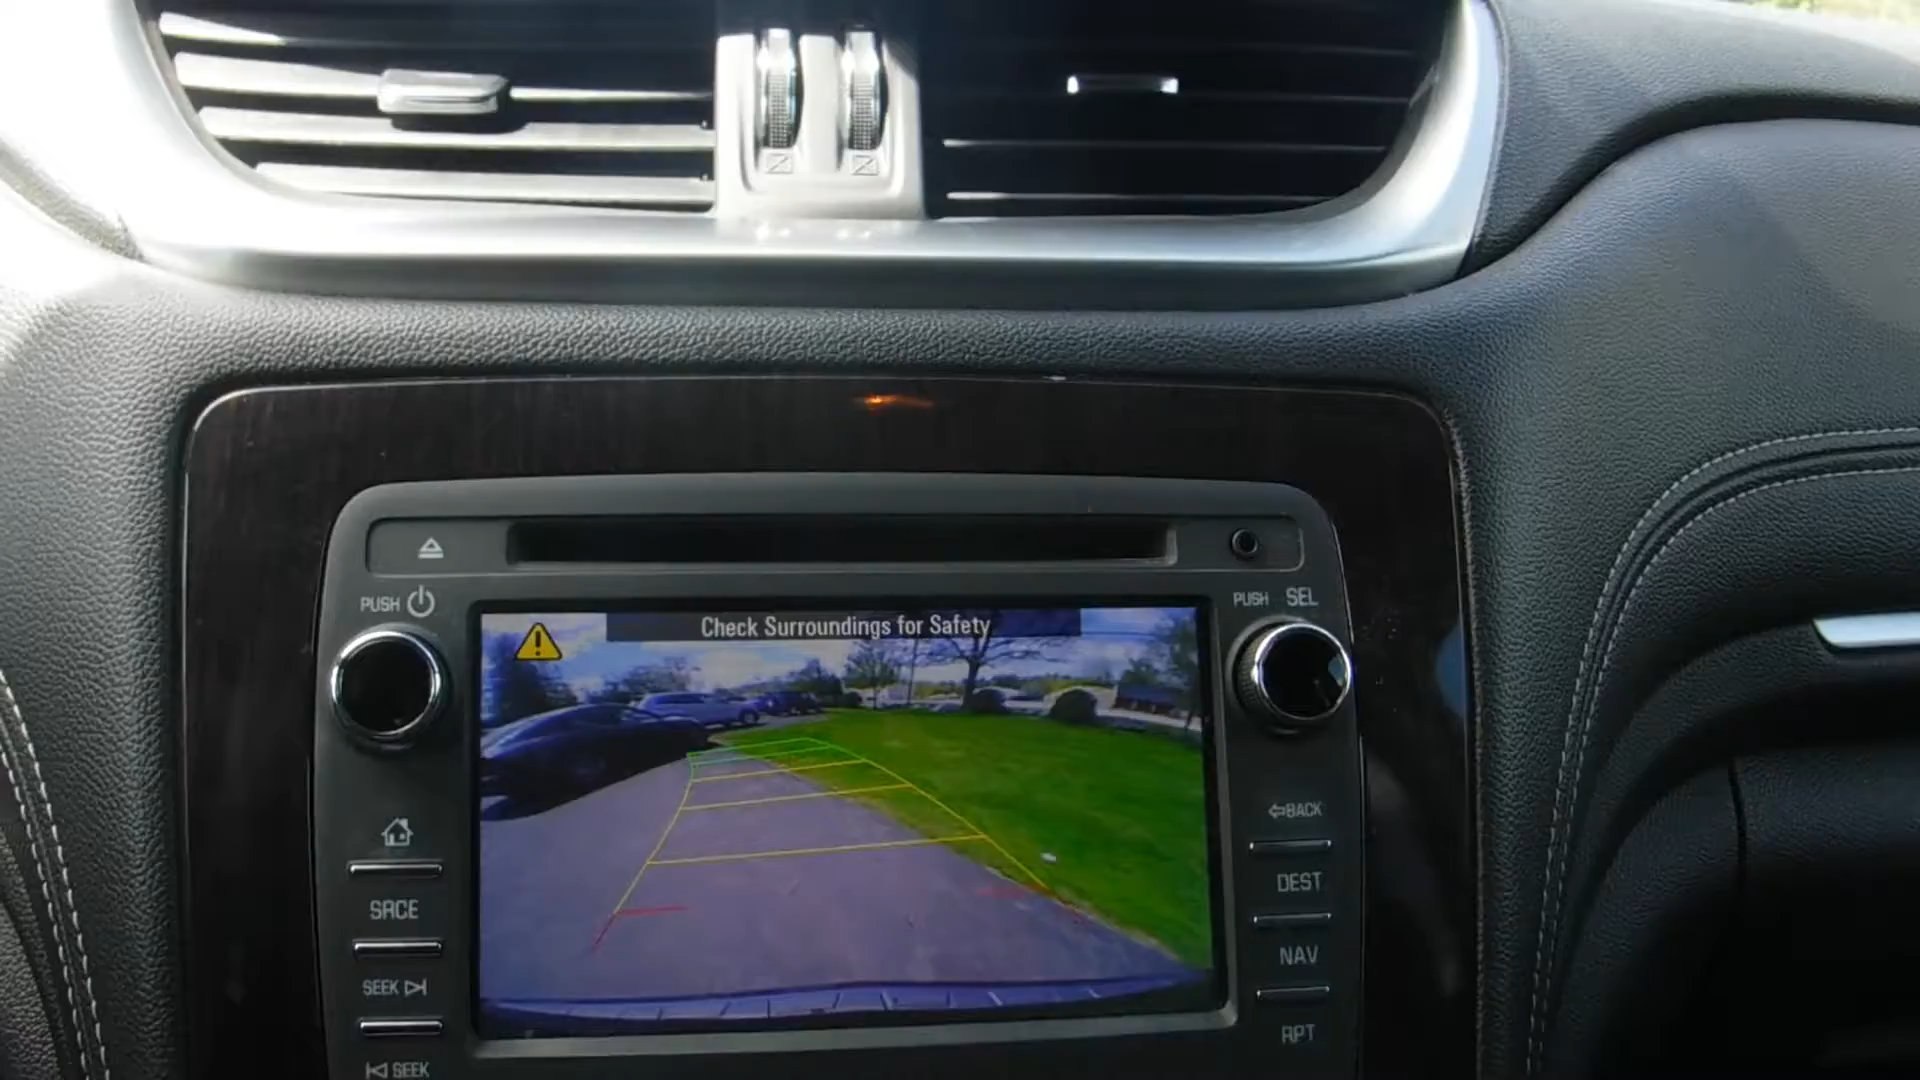 PUSH
PUSH SEL
Check Surroundings for Safety
BACK
DEST
SRCE
NAV
SEEK
RPT
SEEK